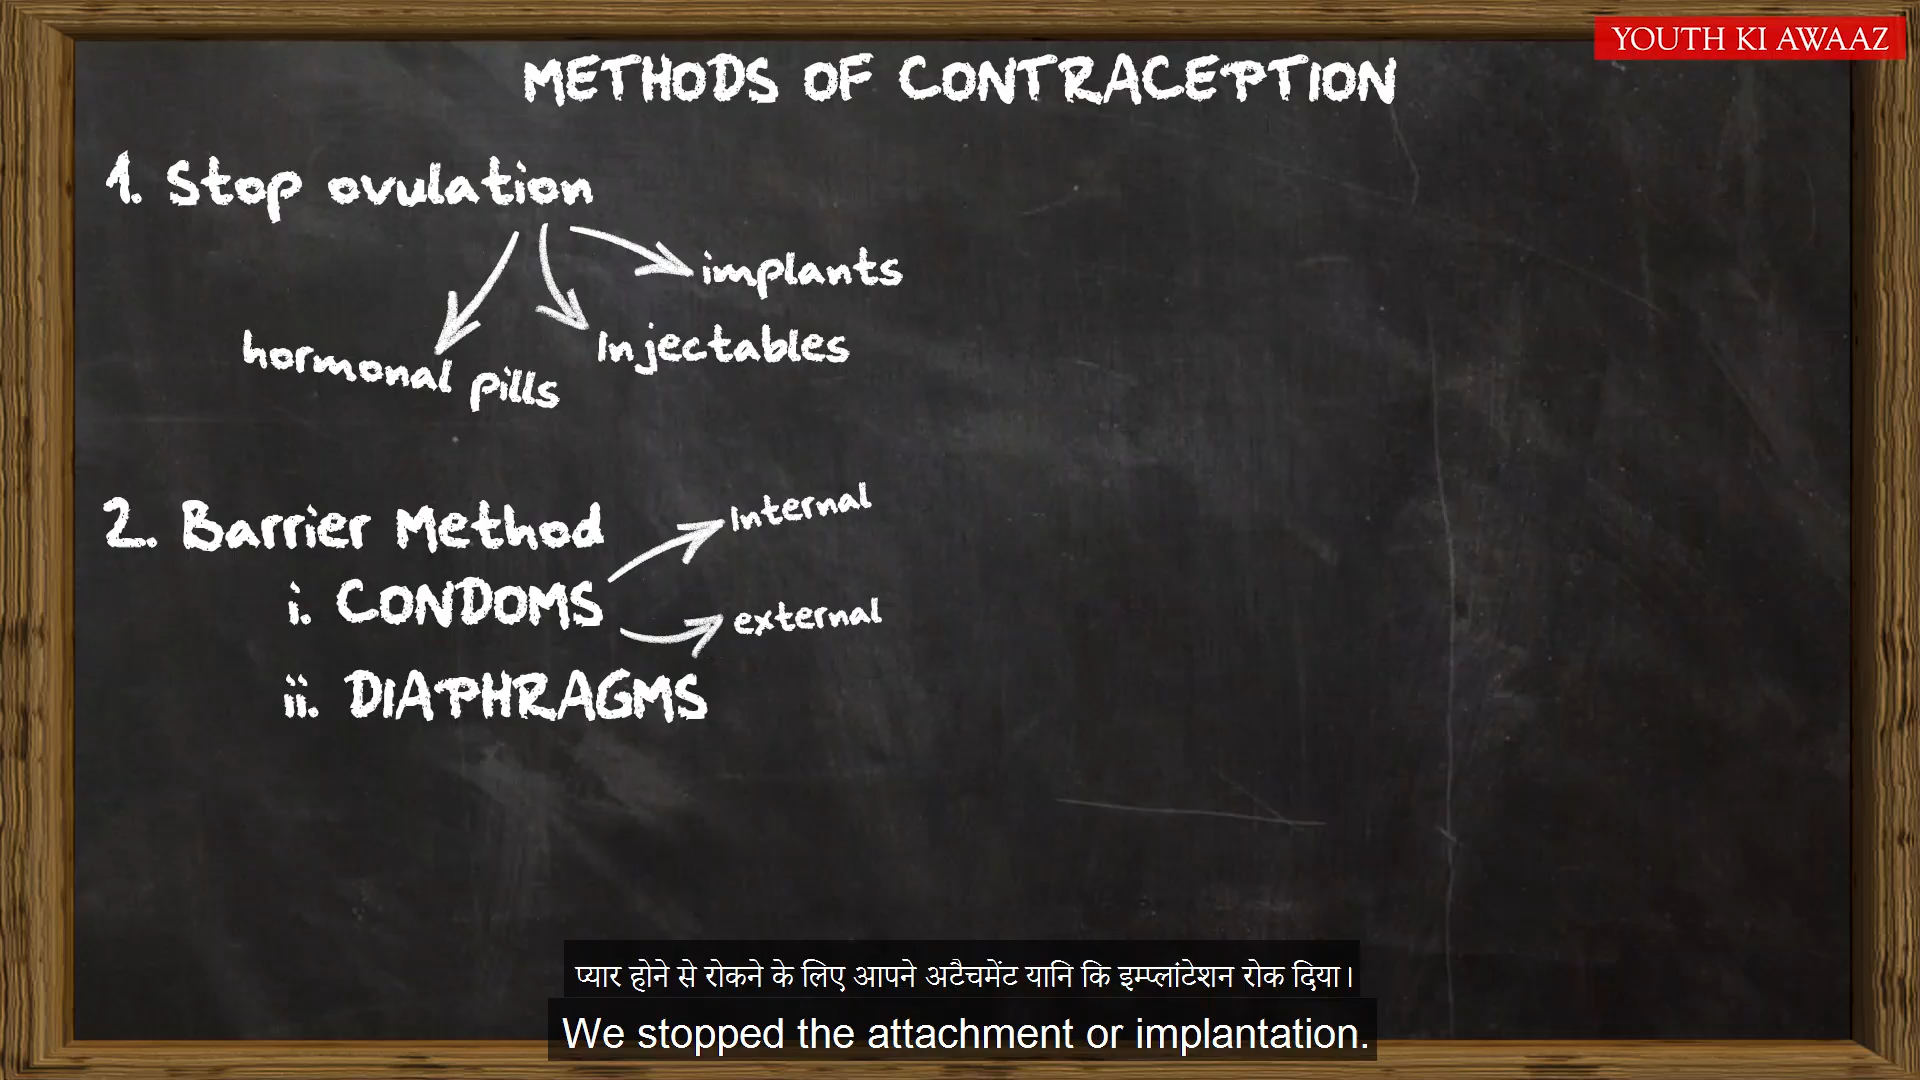 YOUTH KI AWAAZ
METHODS OF CONTRACEPTION
1. Stop ovulation
implants
Injectables
hormonal pills
2. Barrier Method
Internal
i. CONDOMS
external
ii. DIAPHRAGMS
प्यार होने से रोकने के लिए आपने अटैचमेंट यानि कि इम्प्लांटेशन रोक दिया।
We stopped the attachment or implantation.